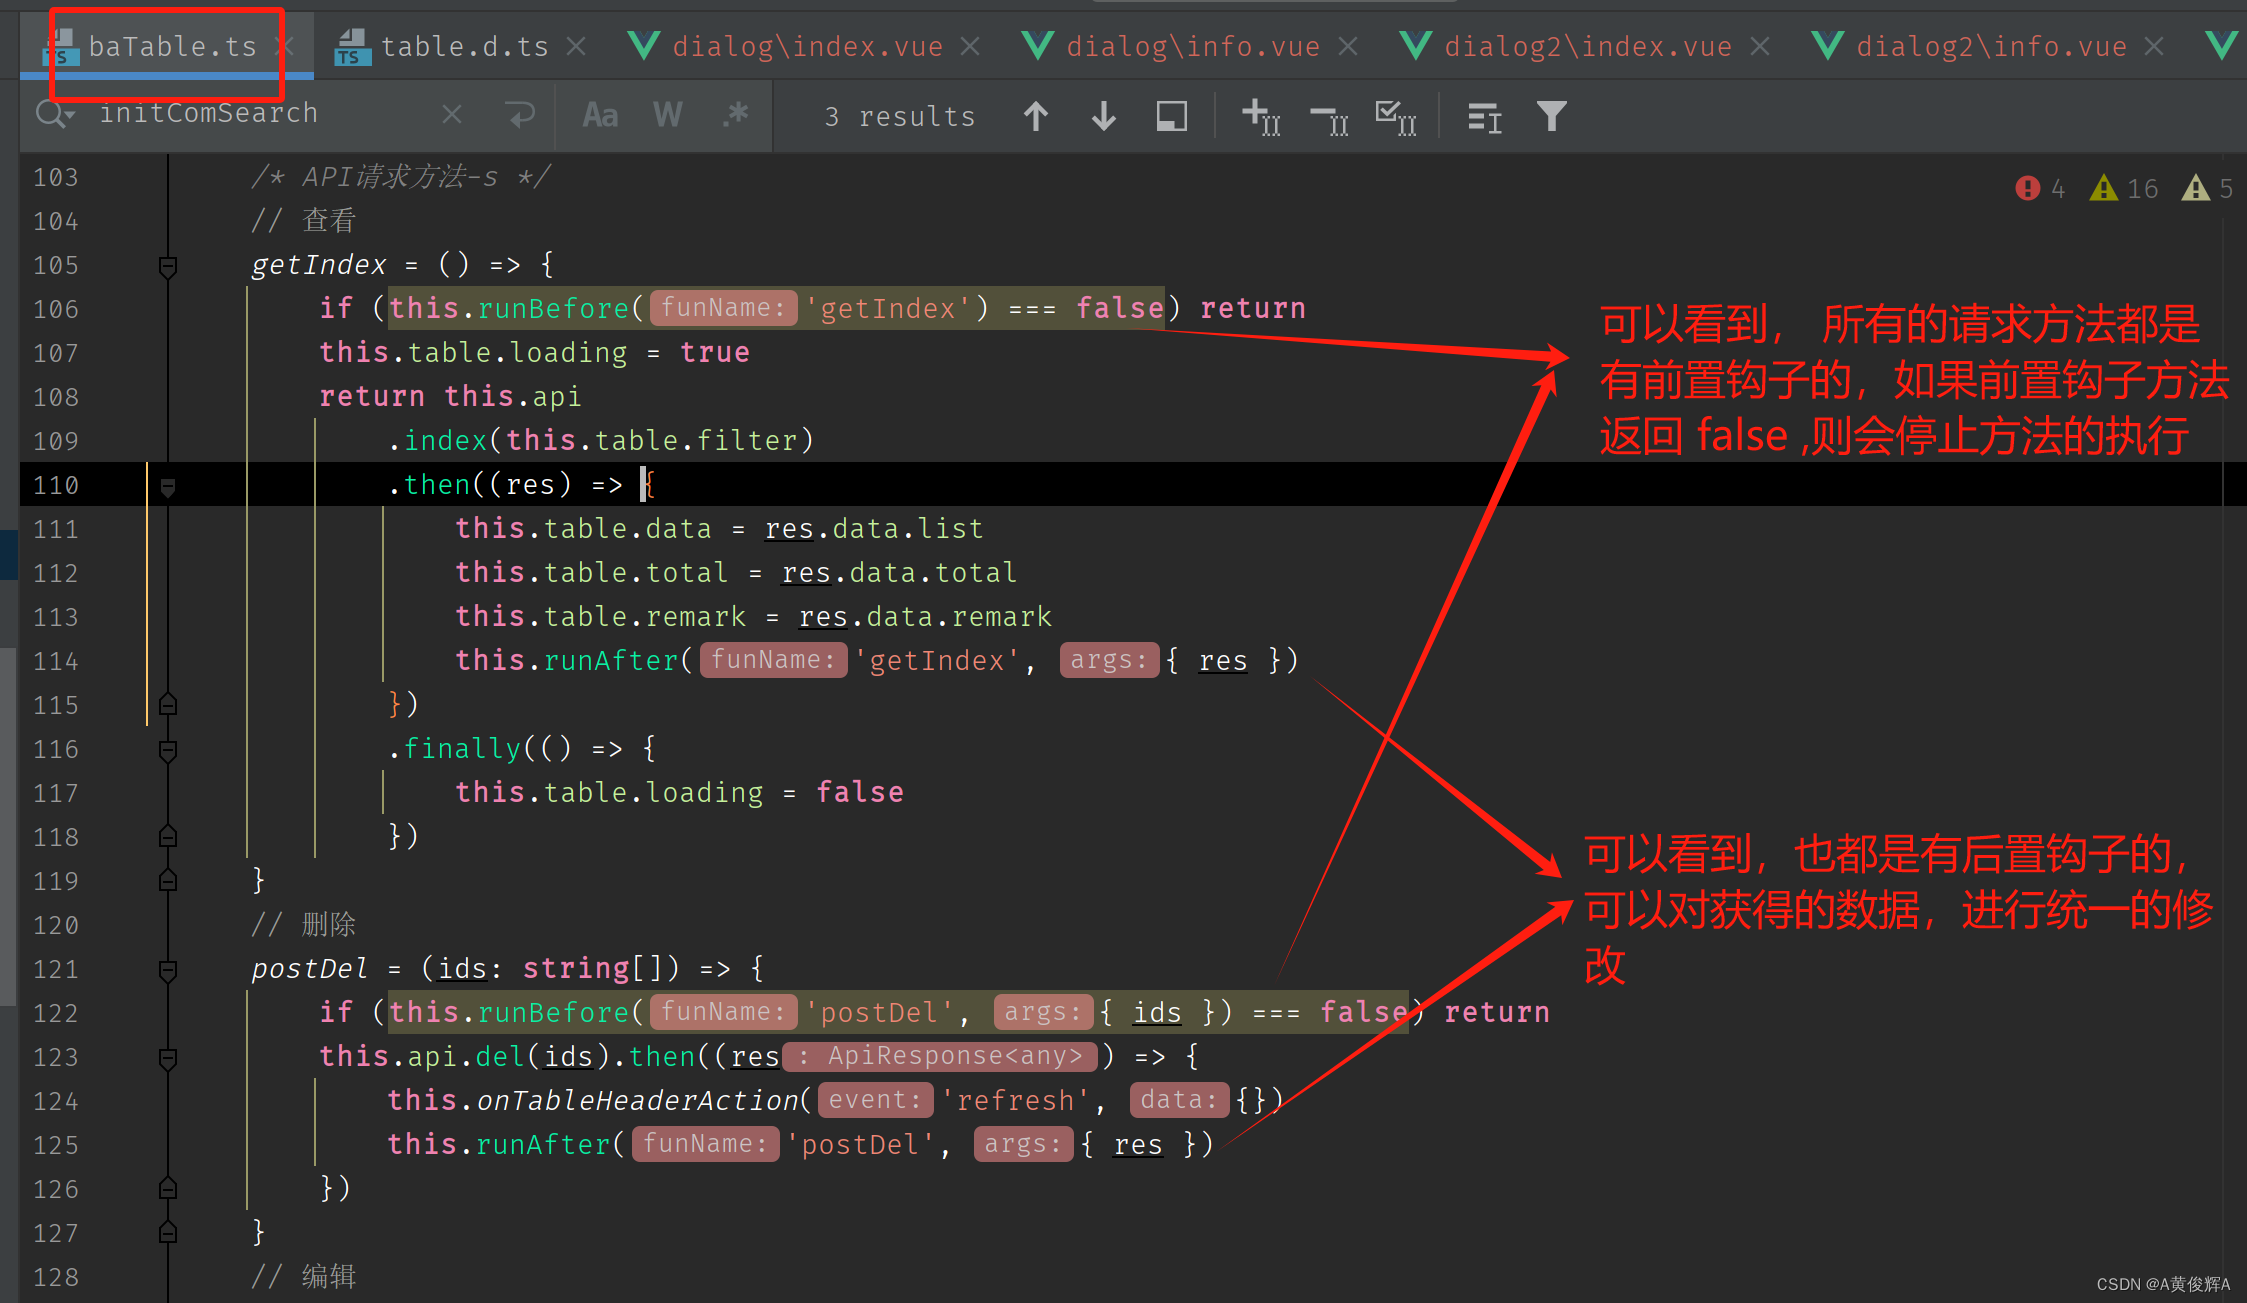 baTable.ts table.d.ts dialog\index.vue dialog\info.vue dialog2\index.vue dialog2\info.vue
initComSearch Aa W .* 3 results
4 16 5
103 /* API请求方法-s */
104 // 查看
105 getIndex = () => {
106 if (this.runBefore( funName: 'getIndex') === false) return
107 this.table.loading = true
108 return this.api
109 .index(this.table.filter)
110 .then((res) => {
111 this.table.data = res.data.list
112 this.table.total = res.data.total
113 this.table.remark = res.data.remark
114 this.runAfter( funName: 'getIndex', args: { res })
115 })
116 .finally(() => {
117 this.table.loading = false
118 })
119 }
120 // 删除
121 postDel = (ids: string[]) => {
122 if (this.runBefore( funName: 'postDel', args: { ids }) === false) return
123 this.api.del(ids).then((res : ApiResponse<any> ) => {
124 this.onTableHeaderAction( event: 'refresh', data: {})
125 this.runAfter( funName: 'postDel', args: { res })
126 })
127 }
128 // 编辑
可以看到， 所有的请求方法都是
有前置钩子的，如果前置钩子方法
返回 false ,则会停止方法的执行
可以看到，也都是有后置钩子的，
可以对获得的数据，进行统一的修
改
CSDN @A黄俊辉A